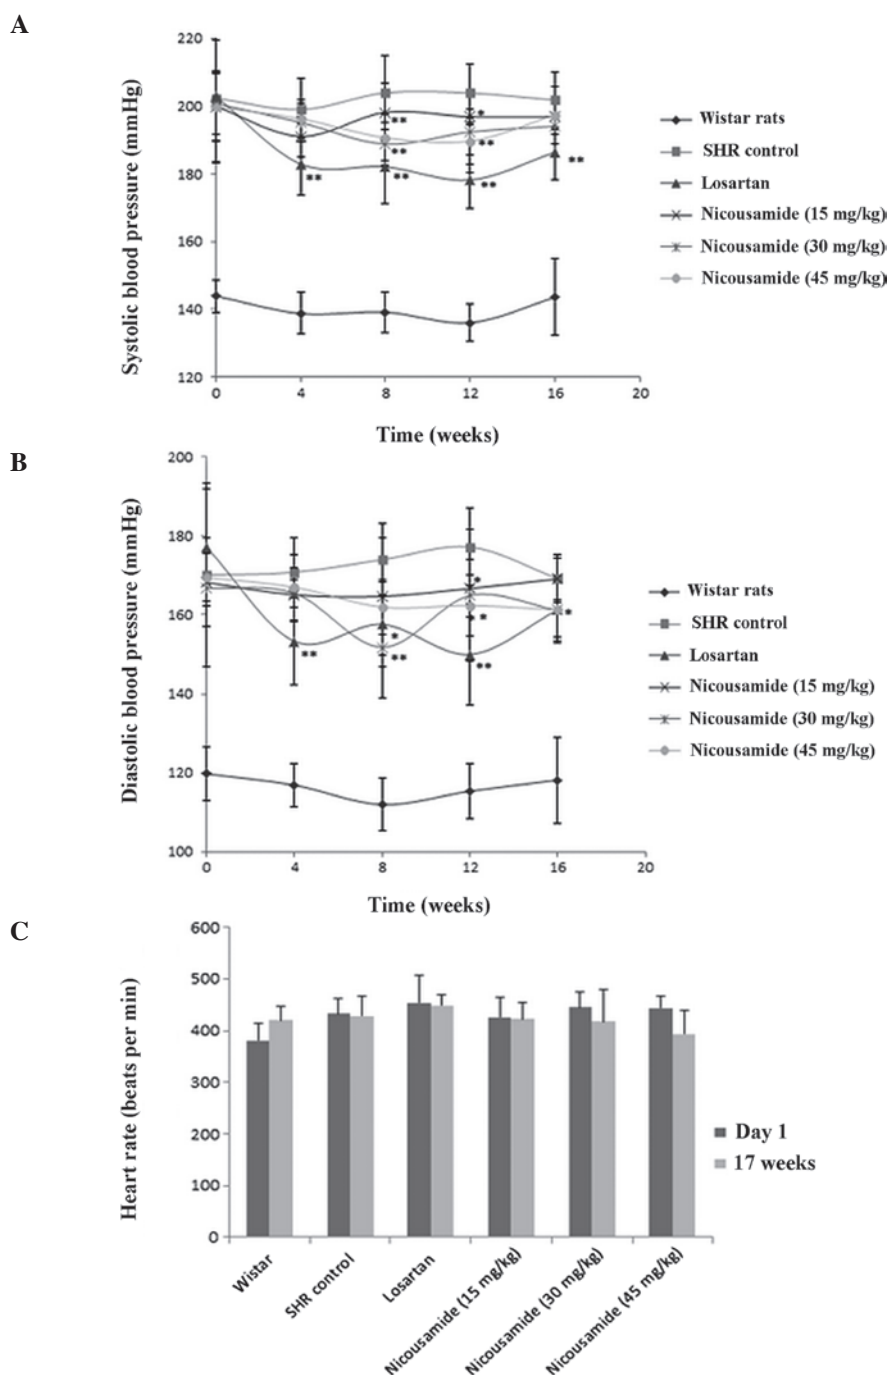 A
Systolic blood pressure (mmHg)
220
200
180
160
140
120
0 4 8 12 16 20
Time (weeks)
** * ** ** ** ** ** **
Wistar rats
SHR control
Losartan
Nicousamide (15 mg/kg)
Nicousamide (30 mg/kg)
Nicousamide (45 mg/kg)
B
Diastolic blood pressure (mmHg)
200
180
160
140
120
100
0 4 8 12 16 20
Time (weeks)
* * * * ** ** ** *
Wistar rats
SHR control
Losartan
Nicousamide (15 mg/kg)
Nicousamide (30 mg/kg)
Nicousamide (45 mg/kg)
C
Heart rate (beats per min)
600
500
400
300
200
100
0
Wistar
SHR control
Losartan
Nicousamide (15 mg/kg)
Nicousamide (30 mg/kg)
Nicousamide (45 mg/kg)
Day 1
17 weeks